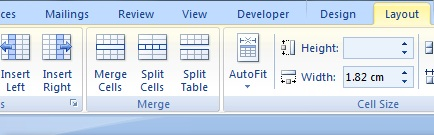 ces Mailings Review View Developer Design Layout
Insert Left
Insert Right
Merge Cells
Split Cells
Split Table
AutoFit
Height:
Width: 1.82 cm
s
Merge
Cell Size